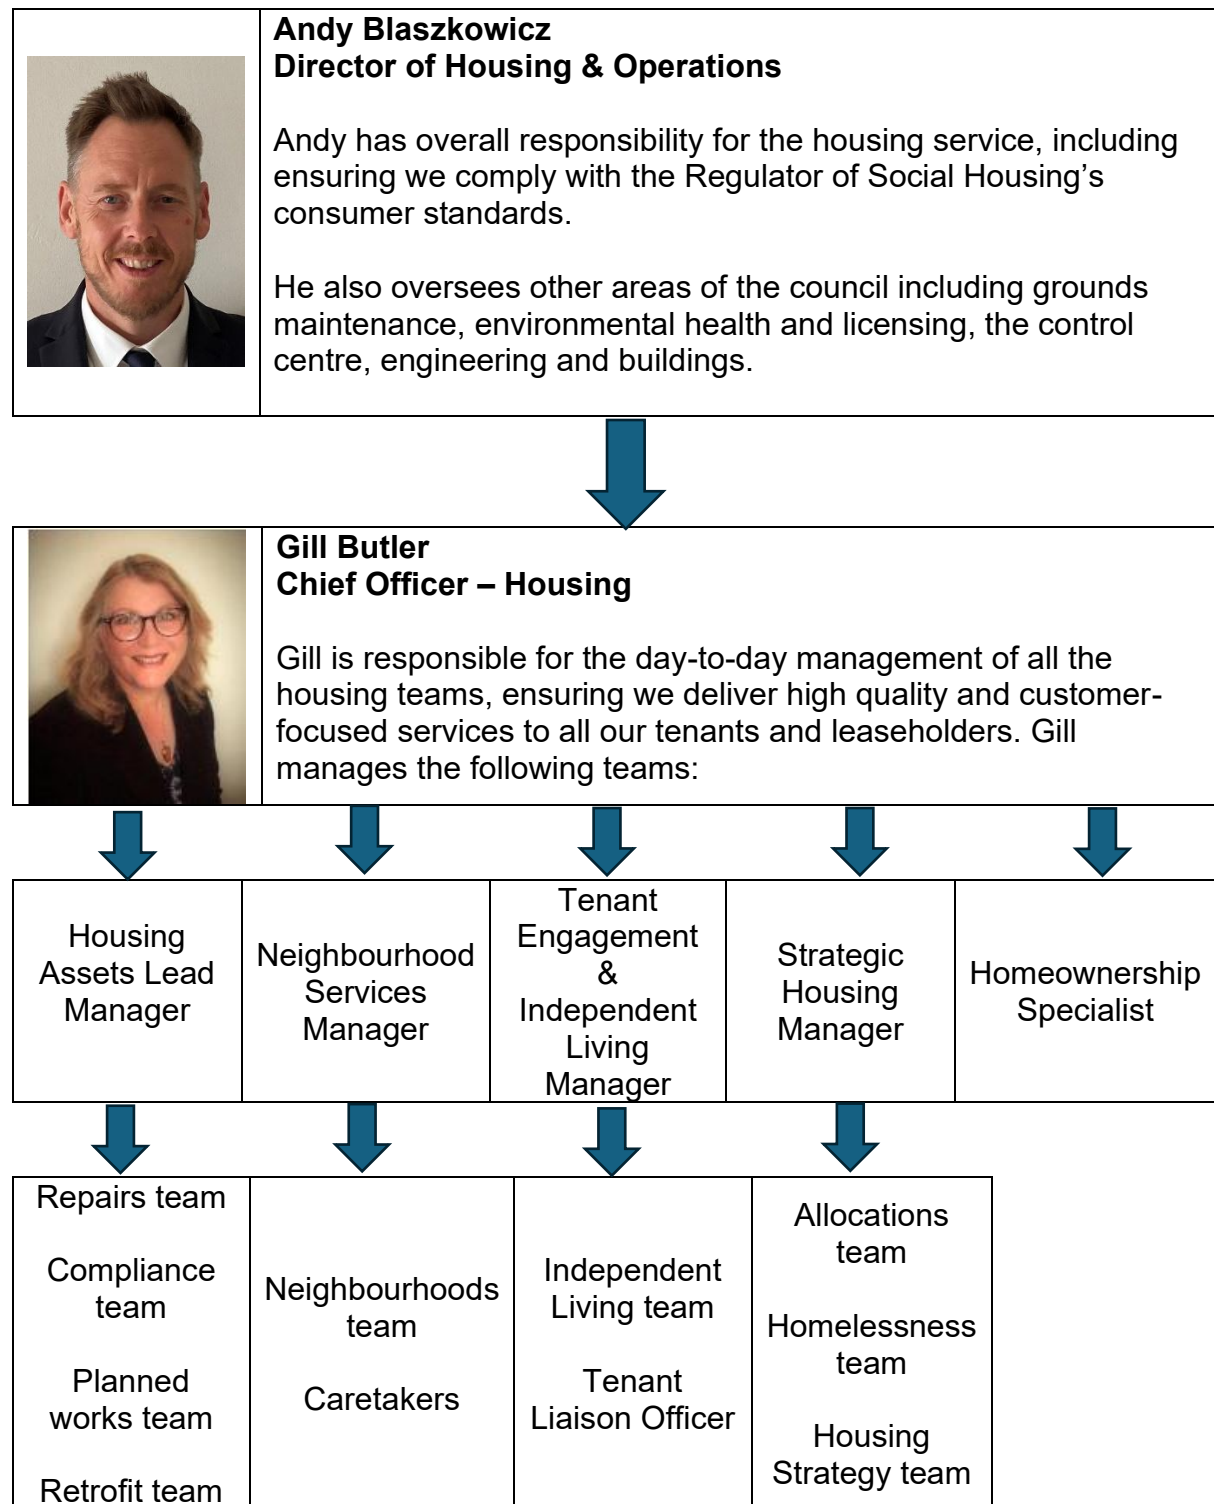 Andy Blaszkowicz
Director of Housing & Operations
Andy has overall responsibility for the housing service, including
ensuring we comply with the Regulator of Social Housing’s
consumer standards.
He also oversees other areas of the council including grounds
maintenance, environmental health and licensing, the control
centre, engineering and buildings.
Gill Butler
Chief Officer – Housing
Gill is responsible for the day-to-day management of all the
housing teams, ensuring we deliver high quality and customer-
focused services to all our tenants and leaseholders. Gill
manages the following teams:
Housing
Assets Lead
Manager
Neighbourhood
Services
Manager
Tenant
Engagement
&
Independent
Living
Manager
Strategic
Housing
Manager
Homeownership
Specialist
Repairs team
Compliance
team
Planned
works team
Retrofit team
Neighbourhoods
team
Caretakers
Independent
Living team
Tenant
Liaison Officer
Allocations
team
Homelessness
team
Housing
Strategy team